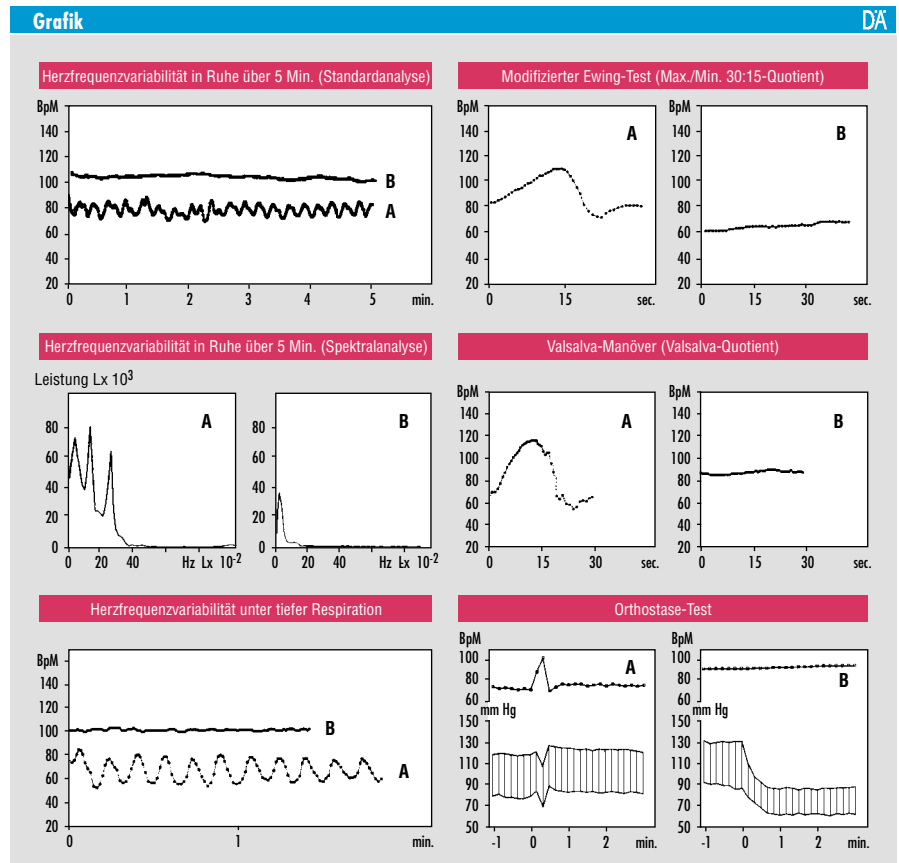 Grafik
DÄ
Herzfrequenzvariabilität in Ruhe über 5 Min. (Standardanalyse)
BpM
140
120
100
80
60
40
20
B
A
0 1 2 3 4 5 min.
Modifizierter Ewing-Test (Max./Min. 30:15-Quotient)
BpM
140
120
100
80
60
40
20
A
0 15 sec.
BpM
140
120
100
80
60
40
20
B
0 15 30 sec.
Herzfrequenzvariabilität in Ruhe über 5 Min. (Spektralanalyse)
Leistung Lx 10³
80
60
40
20
0
A
0 20 40 Hz Lx 10⁻²
80
60
40
20
0
B
0 20 40 Hz Lx 10⁻²
Valsalva-Manöver (Valsalva-Quotient)
BpM
140
120
100
80
60
40
20
A
0 15 30 sec.
BpM
140
120
100
80
60
40
20
B
0 15 30 sec.
Herzfrequenzvariabilität unter tiefer Respiration
BpM
140
120
100
80
60
40
20
B
A
0 1 min.
Orthostase-Test
BpM
100
80
60
A
mm Hg
150
130
110
90
70
50
-1 0 1 2 min.
BpM
100
80
60
B
mm Hg
150
130
110
90
70
50
-1 0 1 2 min.